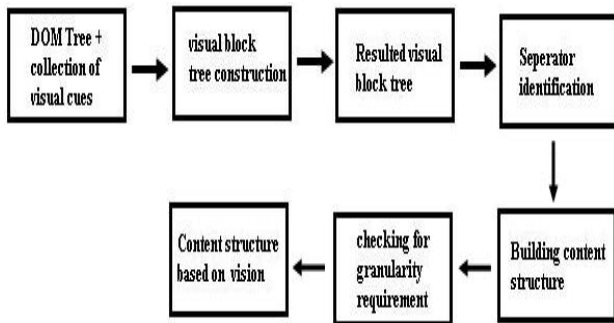 DOM Tree +
collection of
visual cues
visual block
tree construction
Resulted visual
block tree
Seperator
identification
Building content
structure
checking for
granularity
requirement
Content structure
based on vision